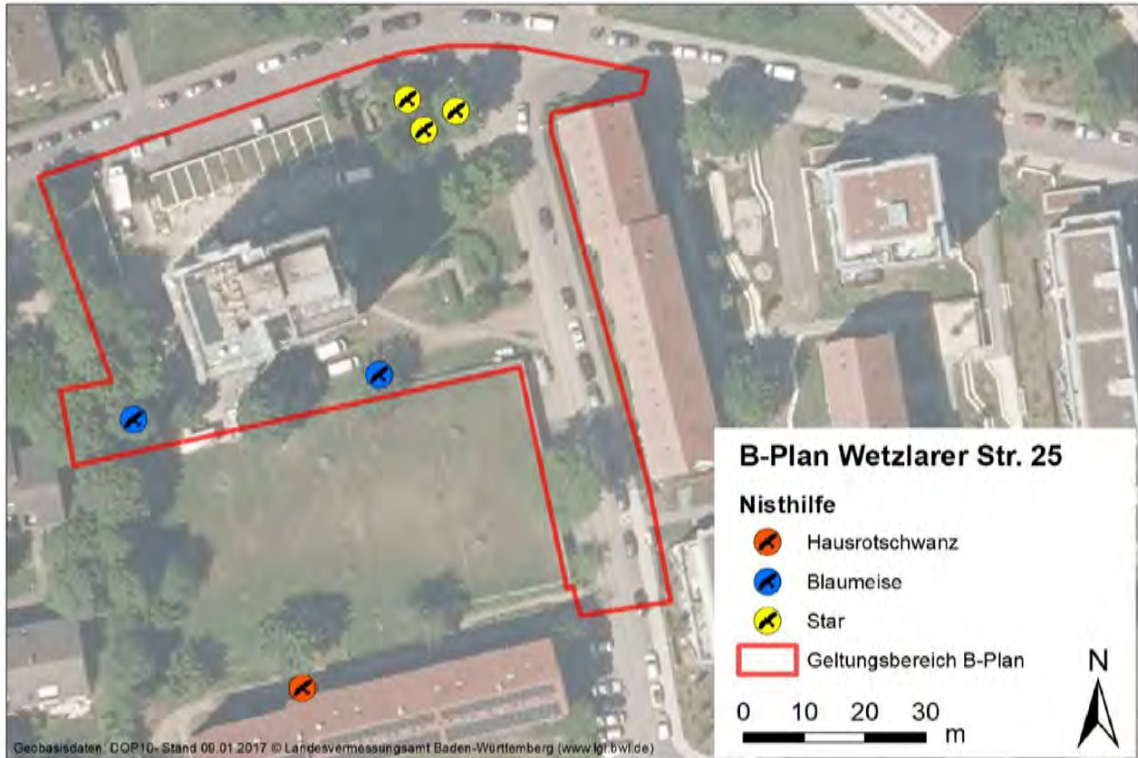 B-Plan Wetzlarer Str. 25
Nisthilfe
Hausrotschwanz
Blaumeise
Star
Geltungsbereich B-Plan
N
0 10 20 30
m
Geobasisdaten: DOP10- Stand 09.01.2017 © Landesvermessungsamt Baden-Württemberg (www.lgl.bwl.de)